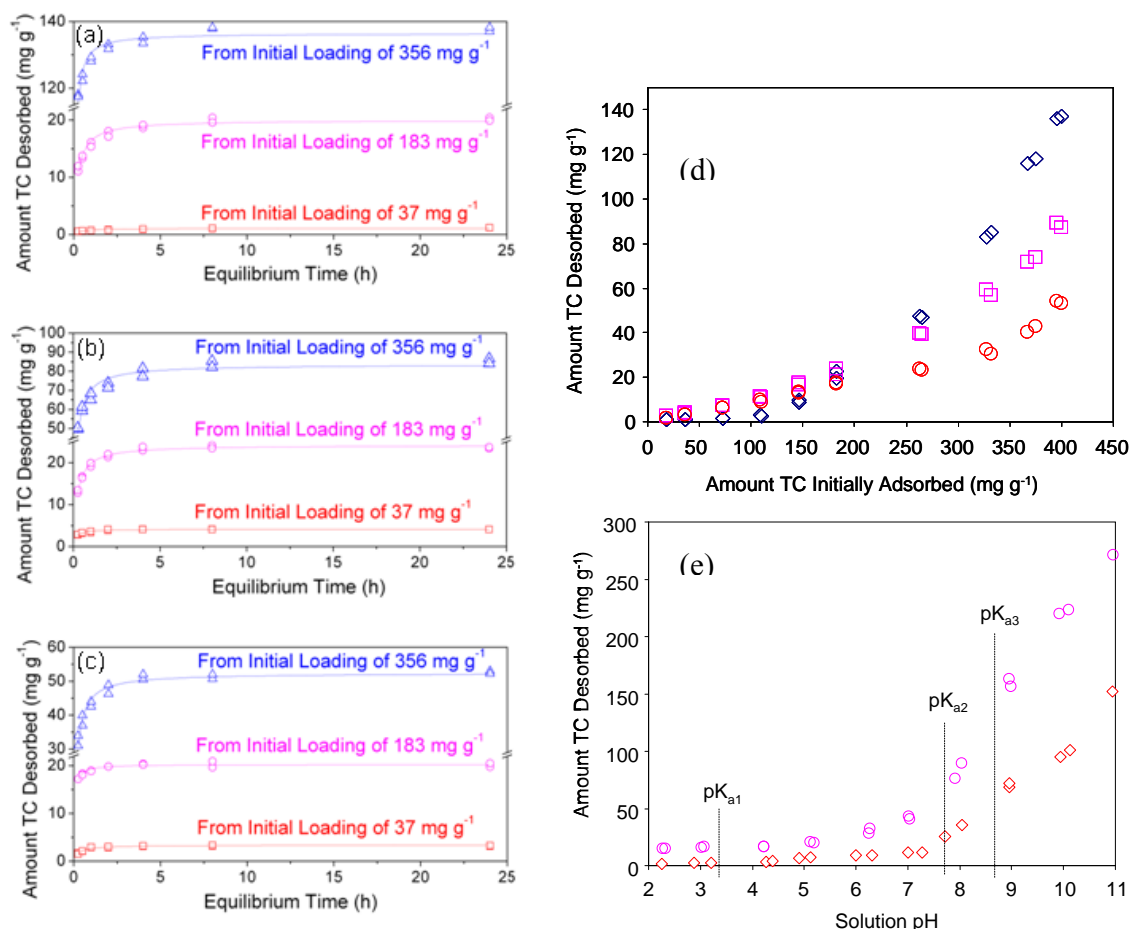 (a)
140
From Initial Loading of 356 mg g⁻¹
120
20
From Initial Loading of 183 mg g⁻¹
10
From Initial Loading of 37 mg g⁻¹
0
0 5 10 15 20 25
Equilibrium Time (h)
Amount TC Desorbed (mg g⁻¹)
(b)
100
90
From Initial Loading of 356 mg g⁻¹
80
70
60
50
From Initial Loading of 183 mg g⁻¹
20
10
From Initial Loading of 37 mg g⁻¹
0
0 5 10 15 20 25
Equilibrium Time (h)
Amount TC Desorbed (mg g⁻¹)
(c)
60
From Initial Loading of 356 mg g⁻¹
50
40
30
20
From Initial Loading of 183 mg g⁻¹
10
From Initial Loading of 37 mg g⁻¹
0
0 5 10 15 20 25
Equilibrium Time (h)
Amount TC Desorbed (mg g⁻¹)
(d)
140
120
100
80
60
40
20
0
0 50 100 150 200 250 300 350 400 450
Amount TC Initially Adsorbed (mg g⁻¹)
Amount TC Desorbed (mg g⁻¹)
(e)
300
250
200
150
100
50
0
pKa1
pKa2
pKa3
2 3 4 5 6 7 8 9 10 11
Solution pH
Amount TC Desorbed (mg g⁻¹)